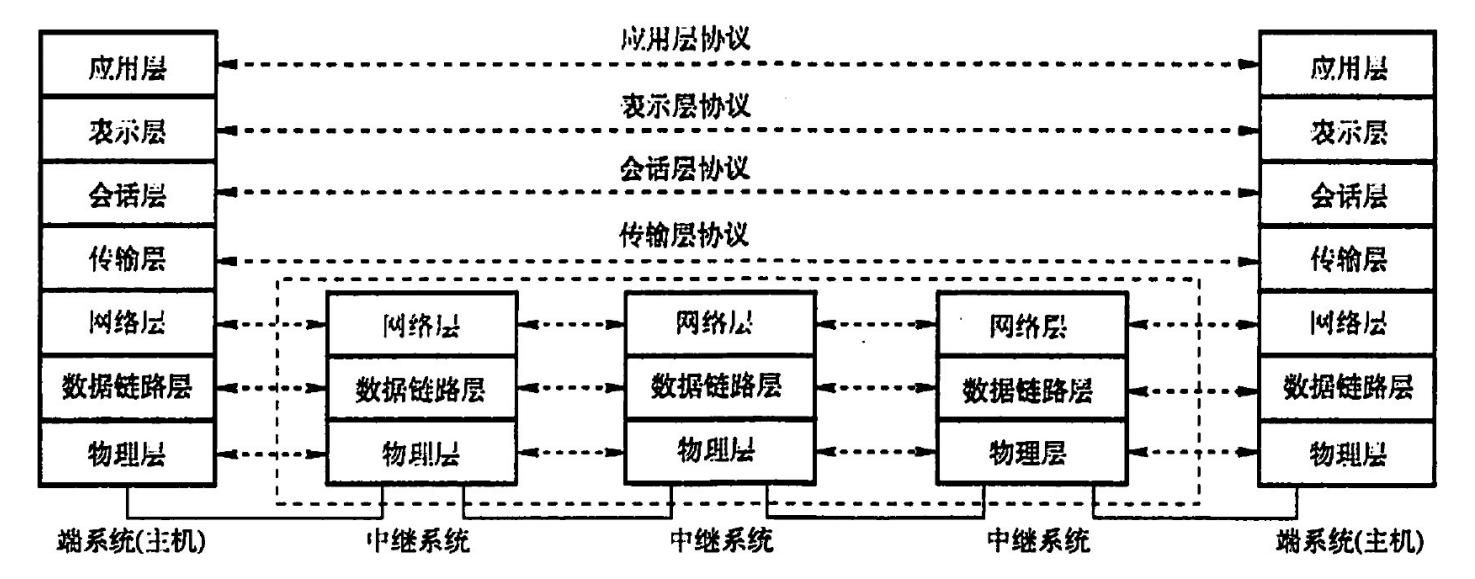 应用层协议
应用层 应用层
表示层协议
表示层 表示层
会话层协议
会话层 会话层
传输层协议
传输层 传输层
网络层 网络层 网络层 网络层 网络层
数据链路层 数据链路层 数据链路层 数据链路层 数据链路层
物理层 物理层 物理层 物理层 物理层
端系统(主机) 中继系统 中继系统 中继系统 端系统(主机)